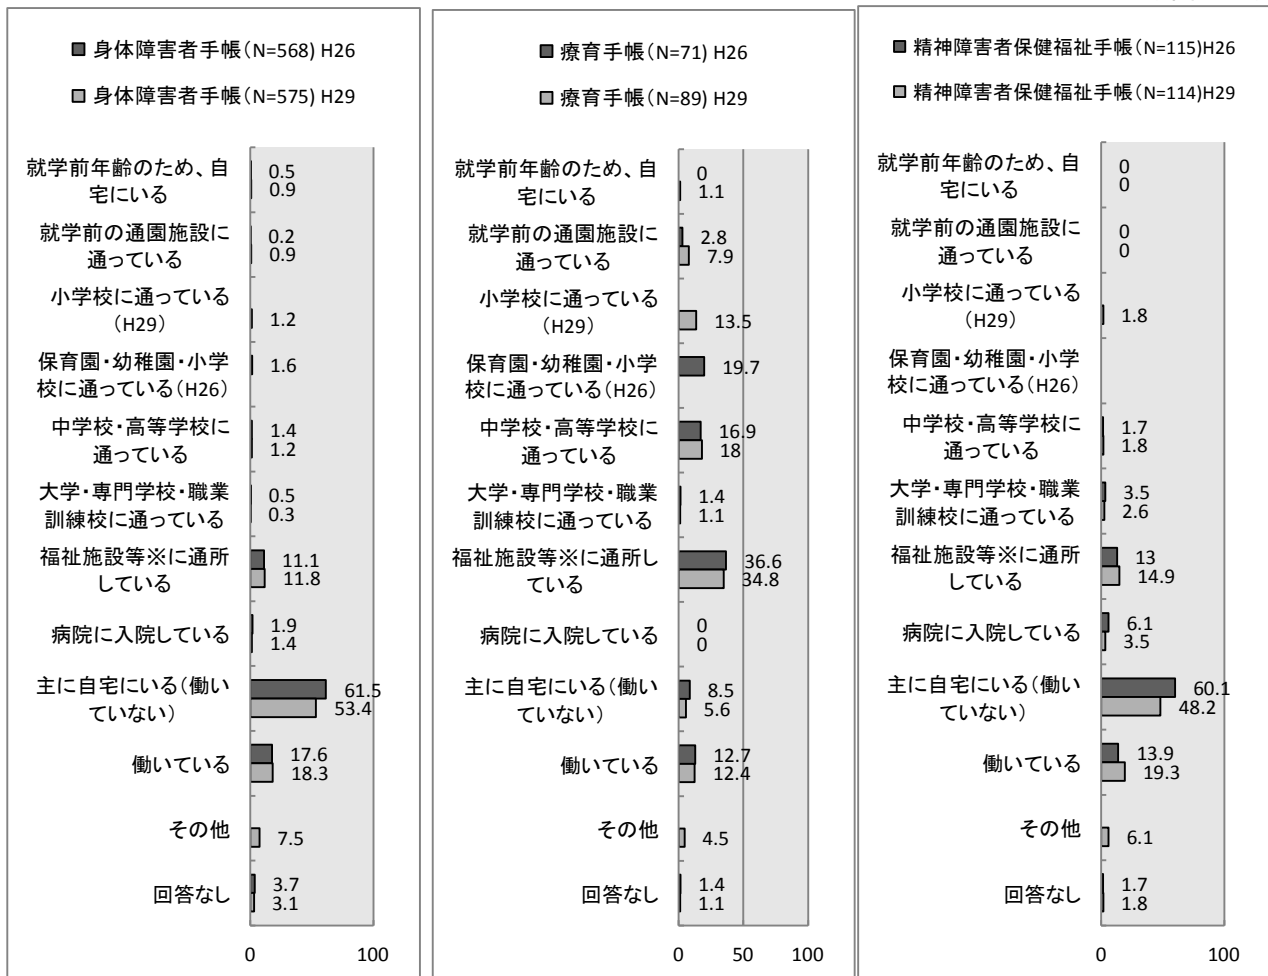 身体障害者手帳（N=568) H26
身体障害者手帳（N=575) H29
就学前年齢のため、自
宅にいる
0.5
0.9
就学前の通園施設に
通っている
0.2
0.9
小学校に通っている
（H29）
1.2
保育園・幼稚園・小学
校に通っている（H26）
1.6
中学校・高等学校に
通っている
1.4
1.2
大学・専門学校・職業
訓練校に通っている
0.5
0.3
福祉施設等※に通所
している
11.1
11.8
病院に入院している
1.9
1.4
主に自宅にいる（働い
ていない）
61.5
53.4
働いている
17.6
18.3
その他
7.5
回答なし
3.7
3.1
0
100
療育手帳（N=71) H26
療育手帳（N=89) H29
就学前年齢のため、自
宅にいる
0
1.1
就学前の通園施設に
通っている
2.8
7.9
小学校に通っている
（H29）
13.5
保育園・幼稚園・小学
校に通っている（H26）
19.7
中学校・高等学校に
通っている
16.9
18
大学・専門学校・職業
訓練校に通っている
1.4
1.1
福祉施設等※に通所し
ている
36.6
34.8
病院に入院している
0
0
主に自宅にいる（働い
ていない）
8.5
5.6
働いている
12.7
12.4
その他
4.5
回答なし
1.4
1.1
0
50
100
精神障害者保健福祉手帳（N=115)H26
精神障害者保健福祉手帳（N=114)H29
就学前年齢のため、自
宅にいる
0
0
就学前の通園施設に
通っている
0
0
小学校に通っている
（H29）
1.8
保育園・幼稚園・小学
校に通っている（H26）
中学校・高等学校に
通っている
1.7
1.8
大学・専門学校・職業
訓練校に通っている
3.5
2.6
福祉施設等※に通所
している
13
14.9
病院に入院している
6.1
3.5
主に自宅にいる（働い
ていない）
60.1
48.2
働いている
13.9
19.3
その他
6.1
回答なし
1.7
1.8
0
100